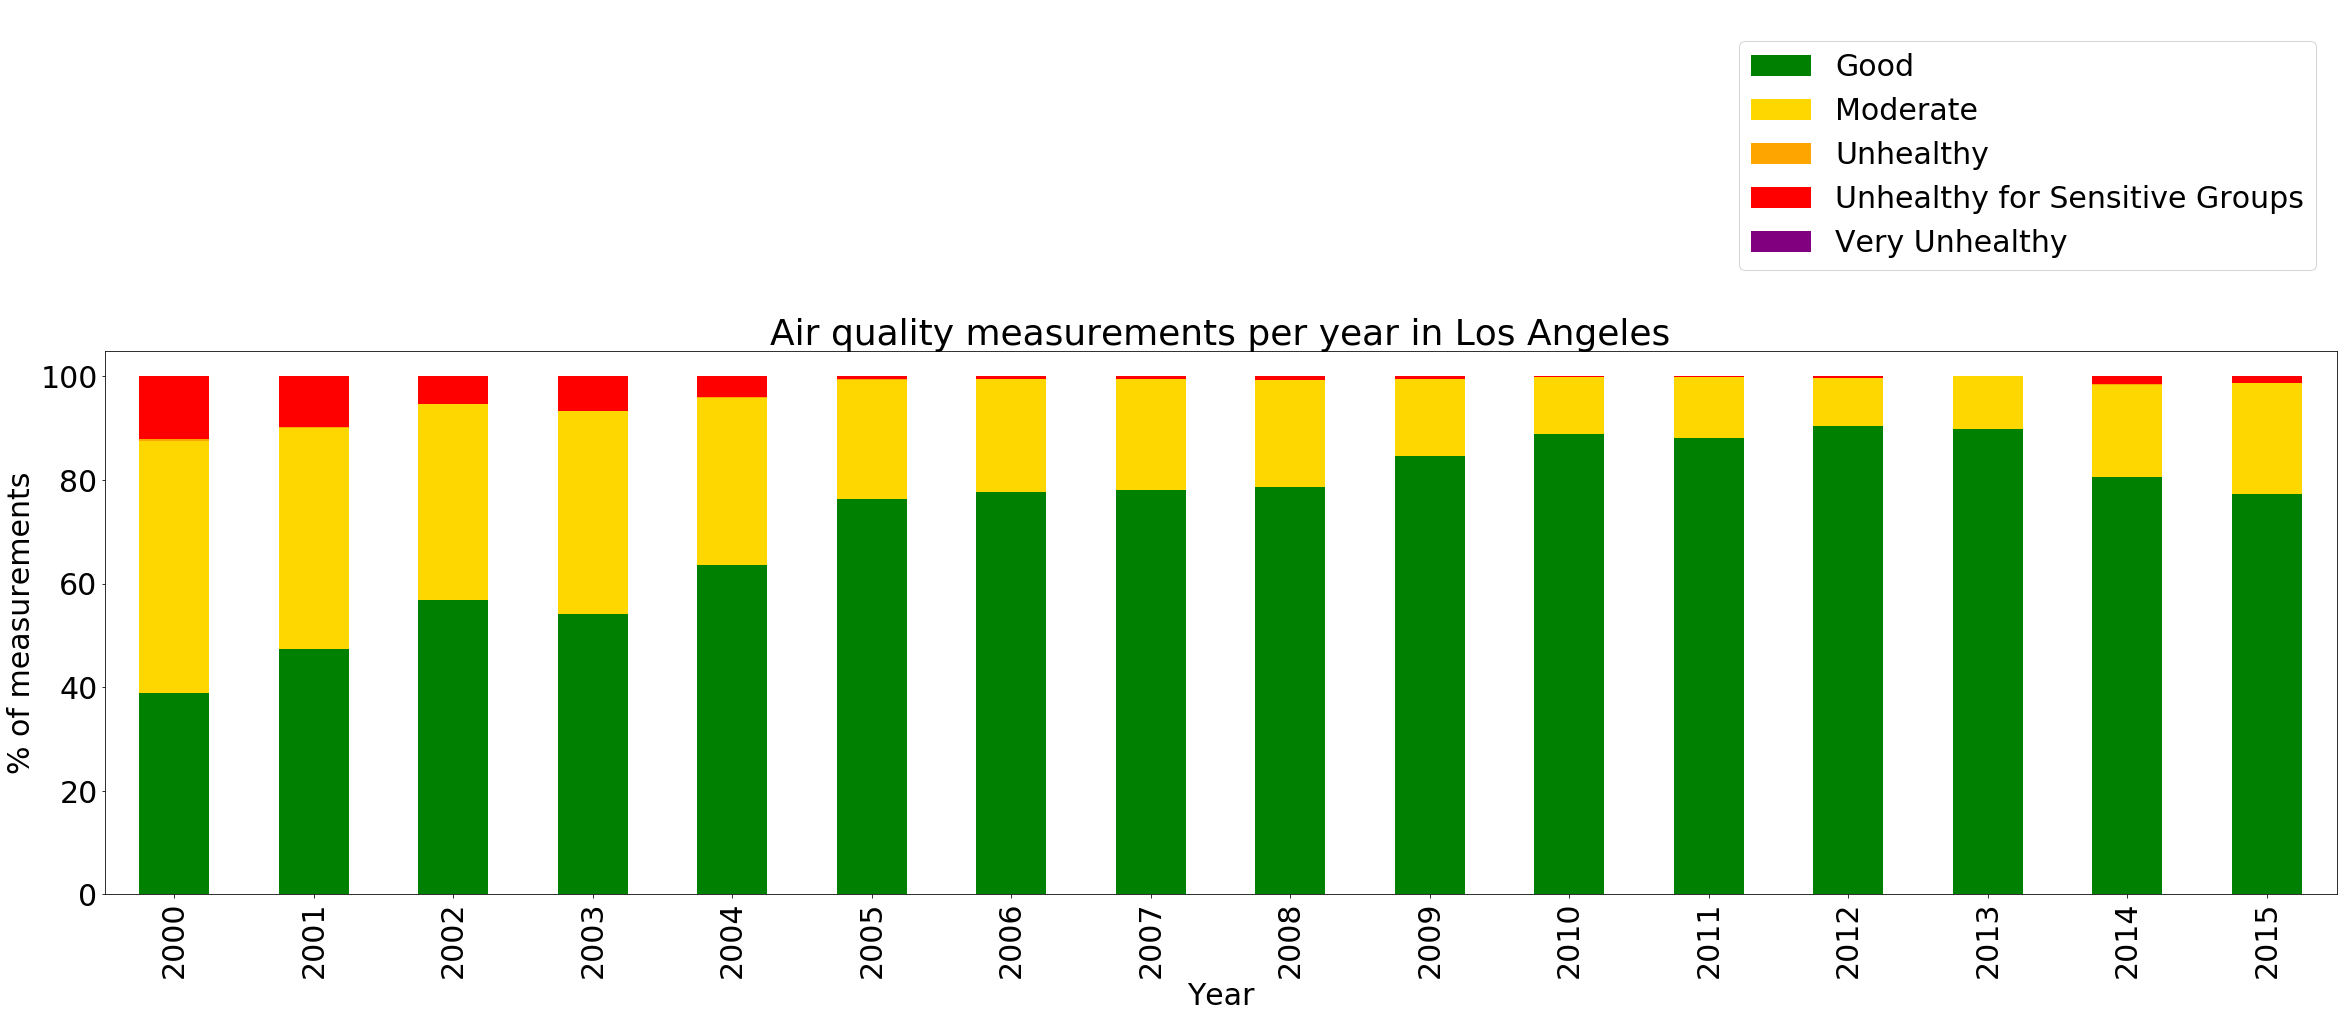 Good
Moderate
Unhealthy
Unhealthy for Sensitive Groups
Very Unhealthy
Air quality measurements per year in Los Angeles
% of measurements
100
80
60
40
20
0
2000
2001
2002
2003
2004
2005
2006
2007
2008
2009
2010
2011
2012
2013
2014
2015
Year